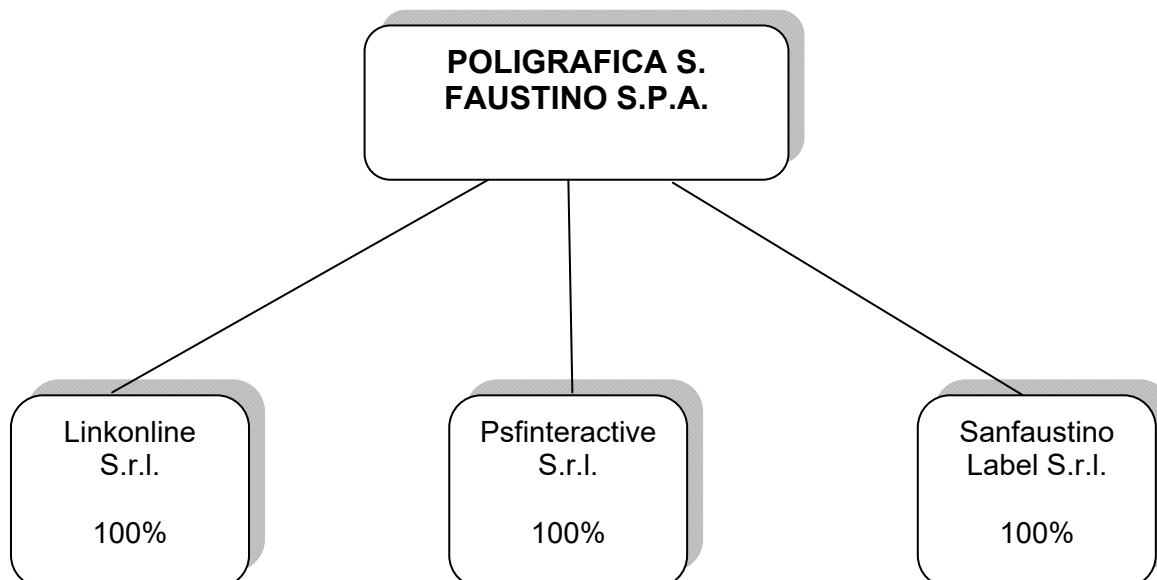 POLIGRAFICA S.
FAUSTINO S.P.A.
Linkonline
S.r.l.
100%
Psfinteractive
S.r.l.
100%
Sanfaustino
Label S.r.l.
100%